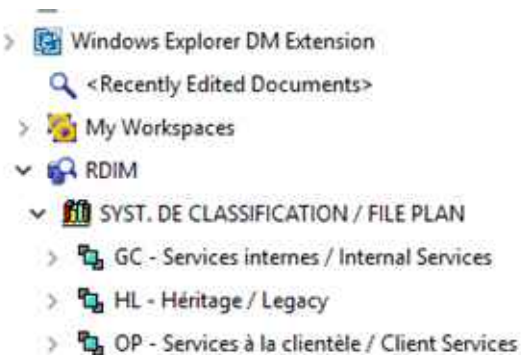 Windows Explorer DM Extension
<Recently Edited Documents>
My Workspaces
RDIM
SYST. DE CLASSIFICATION / FILE PLAN
GC - Services internes / Internal Services
HL - Héritage / Legacy
OP - Services à la clientèle / Client Services